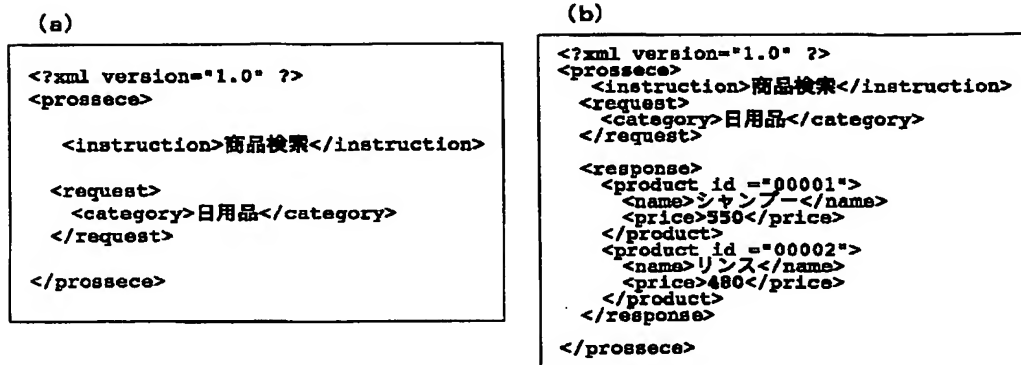 (a)
<?xml version="1.0" ?>
<prossece>
<instruction>商品検索</instruction>
<request>
<category>日用品</category>
</request>
</prossece>
(b)
<?xml version="1.0" ?>
<prossece>
<instruction>商品検索</instruction>
<request>
<category>日用品</category>
</request>
<response>
<product id ="00001">
<name>シャンプー</name>
<price>550</price>
</product>
<product id ="00002">
<name>リンス</name>
<price>480</price>
</product>
</response>
</prossece>